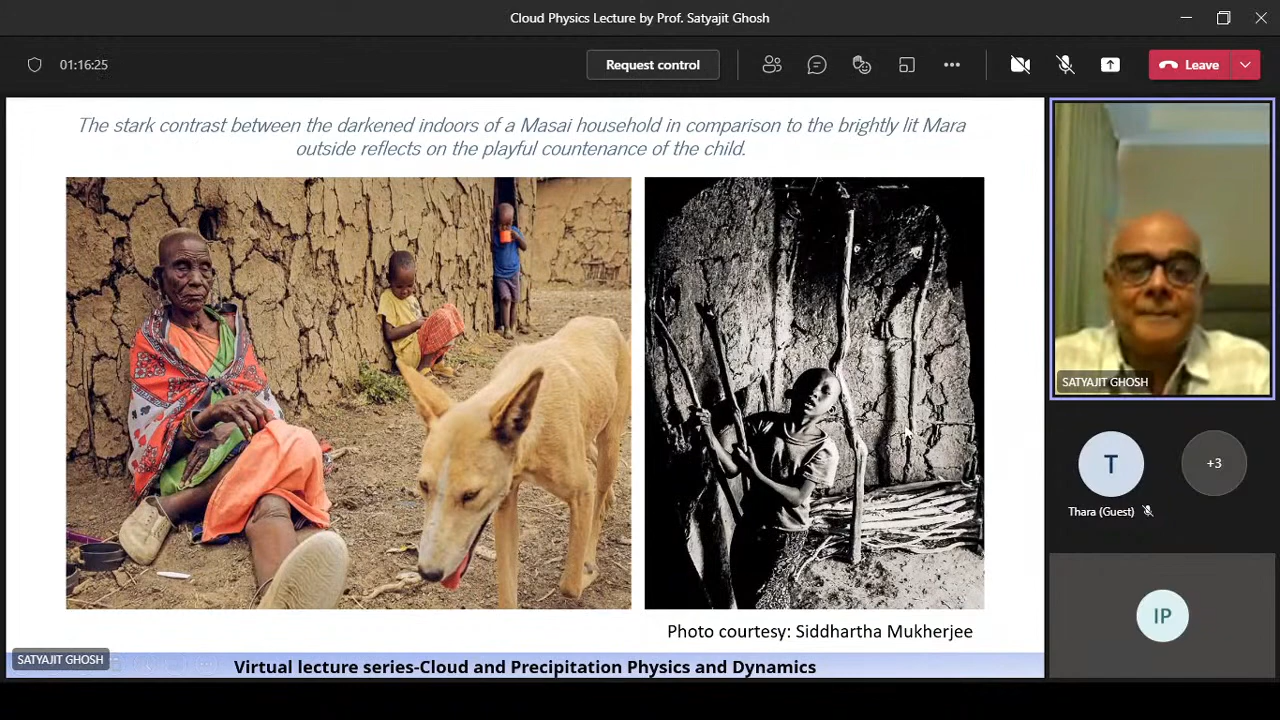 Cloud Physics Lecture by Prof. Satyajit Ghosh
01:16:25
Request control
Leave
The stark contrast between the darkened indoors of a Masai household in comparison to the brightly lit Mara
outside reflects on the playful countenance of the child.
SATYAJIT GHOSH
T
+3
Thara (Guest)
IP
Photo courtesy: Siddhartha Mukherjee
SATYAJIT GHOSH
Virtual lecture series-Cloud and Precipitation Physics and Dynamics